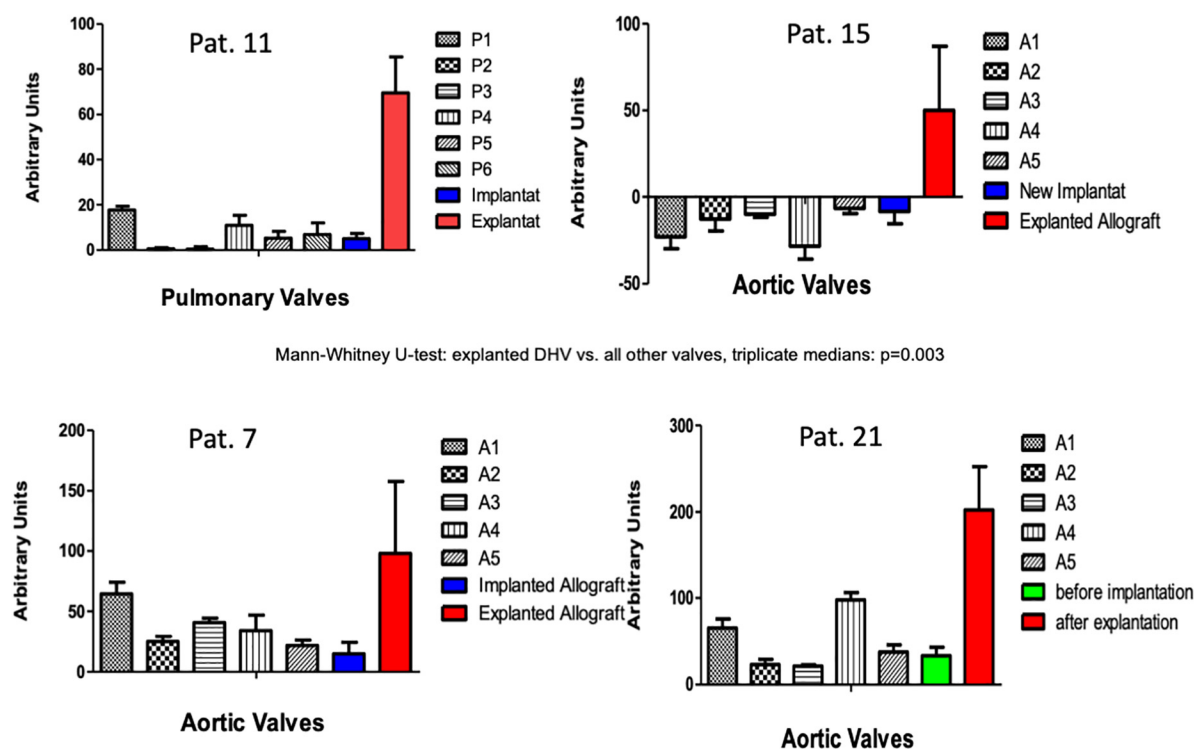 Pat. 11
100
80
60
40
20
0
Arbitrary Units
Pulmonary Valves
P1
P2
P3
P4
P5
P6
Implantat
Explantat
Pat. 15
100
50
0
-50
Arbitrary Units
Aortic Valves
A1
A2
A3
A4
A5
New Implantat
Explanted Allograft
Mann-Whitney U-test: explanted DHV vs. all other valves, triplicate medians: p=0.003
Pat. 7
200
150
100
50
0
Arbitrary Units
Aortic Valves
A1
A2
A3
A4
A5
Implanted Allograft
Explanted Allograft
Pat. 21
300
200
100
0
Arbitrary Units
Aortic Valves
A1
A2
A3
A4
A5
before implantation
after explantation